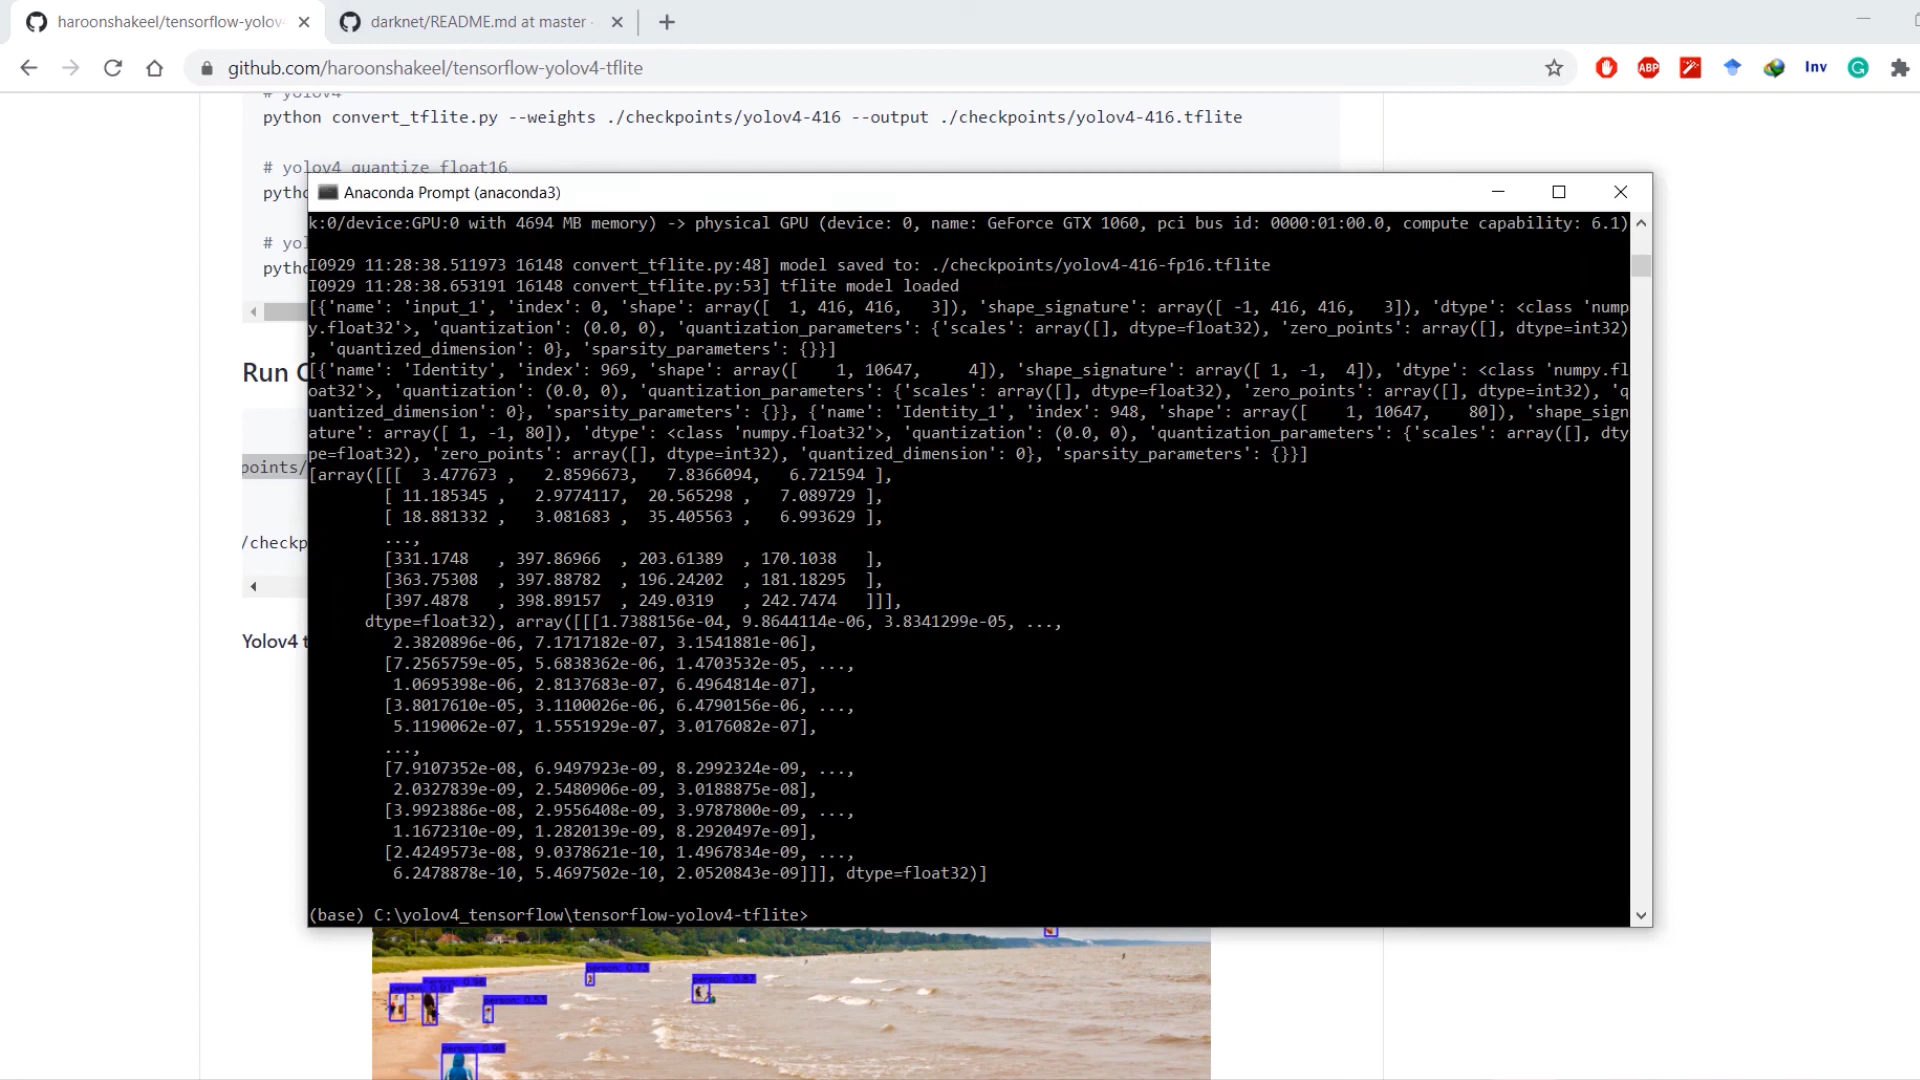 haroonshakeel/tensorflow-yolov
darknet/README.md at master
github.com/haroonshakeel/tensorflow-yolov4-tflite
ABP
Inv
# yolov4
python convert_tflite.py --weights ./checkpoints/yolov4-416 --output ./checkpoints/yolov4-416.tflite
# yolov4 quantize float16
pytho
# yo
pytho
Run
points/
/checkp
Yolov4 t
Anaconda Prompt (anaconda3)
k:0/device:GPU:0 with 4694 MB memory) -> physical GPU (device: 0, name: GeForce GTX 1060, pci bus id: 0000:01:00.0, compute capability: 6.1)
I0929 11:28:38.511973 16148 convert_tflite.py:48] model saved to: ./checkpoints/yolov4-416-fp16.tflite
I0929 11:28:38.653191 16148 convert_tflite.py:53] tflite model loaded
[{'name': 'input_1', 'index': 0, 'shape': array([  1, 416, 416,   3]), 'shape_signature': array([ -1, 416, 416,   3]), 'dtype': <class 'nump
y.float32'>, 'quantization': (0.0, 0), 'quantization_parameters': {'scales': array([], dtype=float32), 'zero_points': array([], dtype=int32)
, 'quantized_dimension': 0}, 'sparsity_parameters': {}}]
[{'name': 'Identity', 'index': 969, 'shape': array([    1, 10647,     4]), 'shape_signature': array([ 1, -1,  4]), 'dtype': <class 'numpy.fl
oat32'>, 'quantization': (0.0, 0), 'quantization_parameters': {'scales': array([], dtype=float32), 'zero_points': array([], dtype=int32), 'q
uantized_dimension': 0}, 'sparsity_parameters': {}}, {'name': 'Identity_1', 'index': 948, 'shape': array([    1, 10647,    80]), 'shape_sign
ature': array([ 1, -1, 80]), 'dtype': <class 'numpy.float32'>, 'quantization': (0.0, 0), 'quantization_parameters': {'scales': array([], dty
pe=float32), 'zero_points': array([], dtype=int32), 'quantized_dimension': 0}, 'sparsity_parameters': {}}]
[array([[[  3.477673 ,   2.8596673,   7.8366094,   6.721594 ],
[ 11.185345 ,   2.9774117,  20.565298 ,   7.089729 ],
[ 18.881332 ,   3.081683 ,  35.405563 ,   6.993629 ],
...,
[331.1748   , 397.86966  , 203.61389  , 170.1038   ],
[363.75308  , 397.88782  , 196.24202  , 181.18295  ],
[397.4878   , 398.89157  , 249.0319   , 242.7474   ]]],
dtype=float32), array([[[1.7388156e-04, 9.8644114e-06, 3.8341299e-05, ...,
2.3820896e-06, 7.1717182e-07, 3.1541881e-06],
[7.2565759e-05, 5.6838362e-06, 1.4703532e-05, ...,
1.0695398e-06, 2.8137683e-07, 6.4964814e-07],
[3.8017610e-05, 3.1100026e-06, 6.4790156e-06, ...,
5.1190062e-07, 1.5551929e-07, 3.0176082e-07],
...,
[7.9107352e-08, 6.9497923e-09, 8.2992324e-09, ...,
2.0327839e-09, 2.5480906e-09, 3.0188875e-08],
[3.9923886e-08, 2.9556408e-09, 3.9787800e-09, ...,
1.1672310e-09, 1.2820139e-09, 8.2920497e-09],
[2.4249573e-08, 9.0378621e-10, 1.4967834e-09, ...,
6.2478878e-10, 5.4697502e-10, 2.0520843e-09]]], dtype=float32)]
(base) C:\yolov4_tensorflow\tensorflow-yolov4-tflite>
person: 0.73
person: 0.53